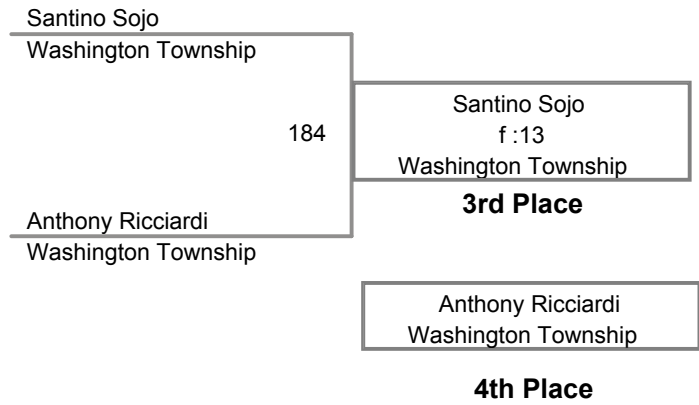 Santino Sojo
Washington Township
184
Santino Sojo
f :13
Washington Township
3rd Place
Anthony Ricciardi
Washington Township
Anthony Ricciardi
Washington Township
4th Place